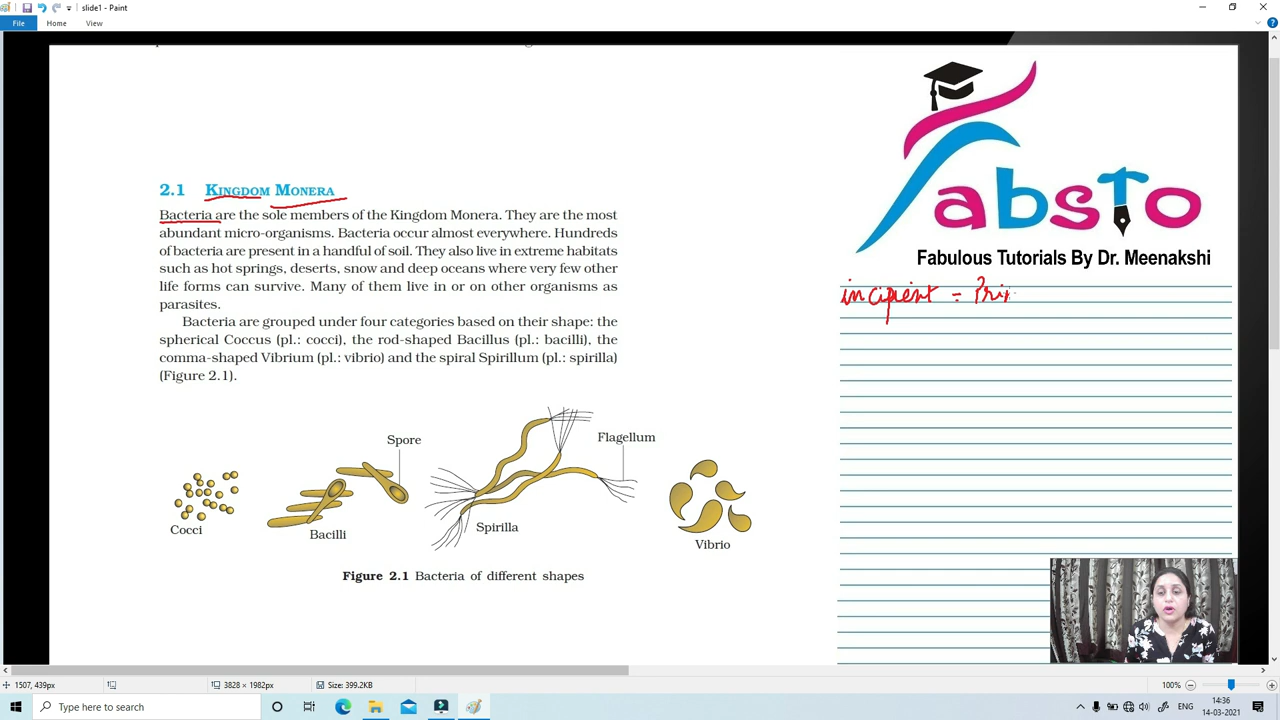 slide1 - Paint
File
Home
View
2.1 KINGDOM MONERA
Bacteria are the sole members of the Kingdom Monera. They are the most
abundant micro-organisms. Bacteria occur almost everywhere. Hundreds
of bacteria are present in a handful of soil. They also live in extreme habitats
such as hot springs, deserts, snow and deep oceans where very few other
life forms can survive. Many of them live in or on other organisms as
parasites.
Bacteria are grouped under four categories based on their shape: the
spherical Coccus (pl.: cocci), the rod-shaped Bacillus (pl.: bacilli), the
comma-shaped Vibrium (pl.: vibrio) and the spiral Spirillum (pl.: spirilla)
(Figure 2.1).
Spore
Flagellum
Cocci
Bacilli
Spirilla
Vibrio
Figure 2.1 Bacteria of different shapes
absto
Fabulous Tutorials By Dr. Meenakshi
incipient = Pri
1507, 439px
3828 × 1982px
Size: 399.2KB
100%
Type here to search
ENG
14:36
14-03-2021